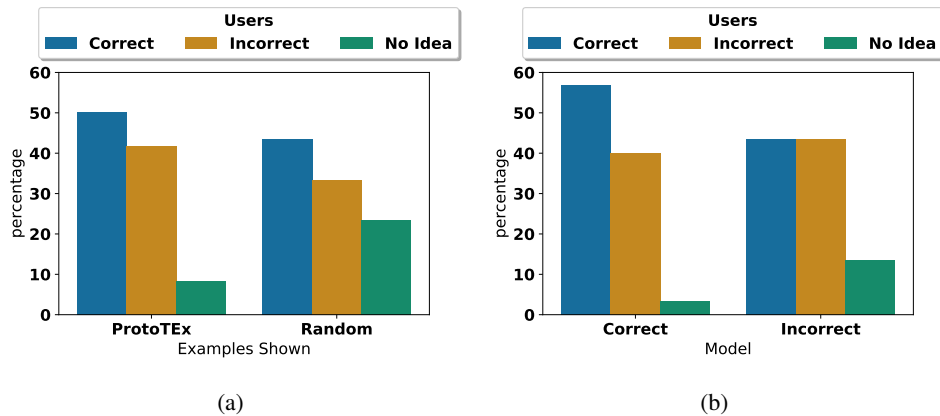 Users
Correct Incorrect No Idea
60
50
40
30
20
10
0
percentage
ProtoTEx Random
Examples Shown
(a)
Users
Correct Incorrect No Idea
60
50
40
30
20
10
0
percentage
Correct Incorrect
Model
(b)